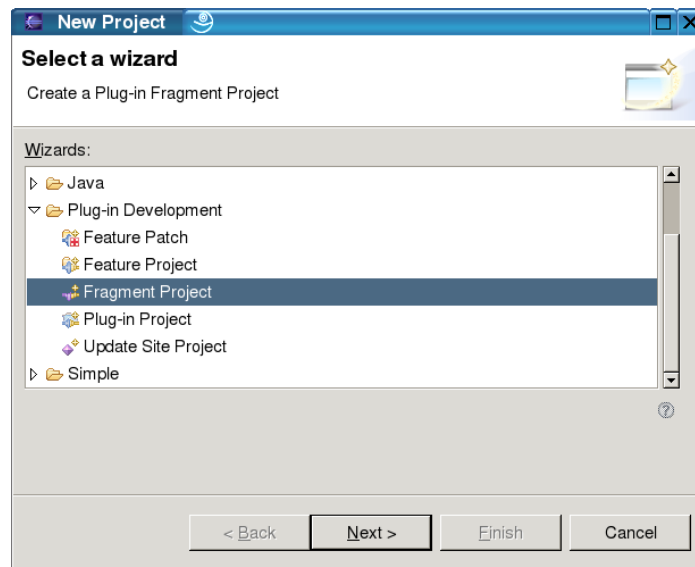 New Project
Select a wizard
Create a Plug-in Fragment Project
Wizards:
Java
Plug-in Development
Feature Patch
Feature Project
Fragment Project
Plug-in Project
Update Site Project
Simple
< Back Next > Finish Cancel